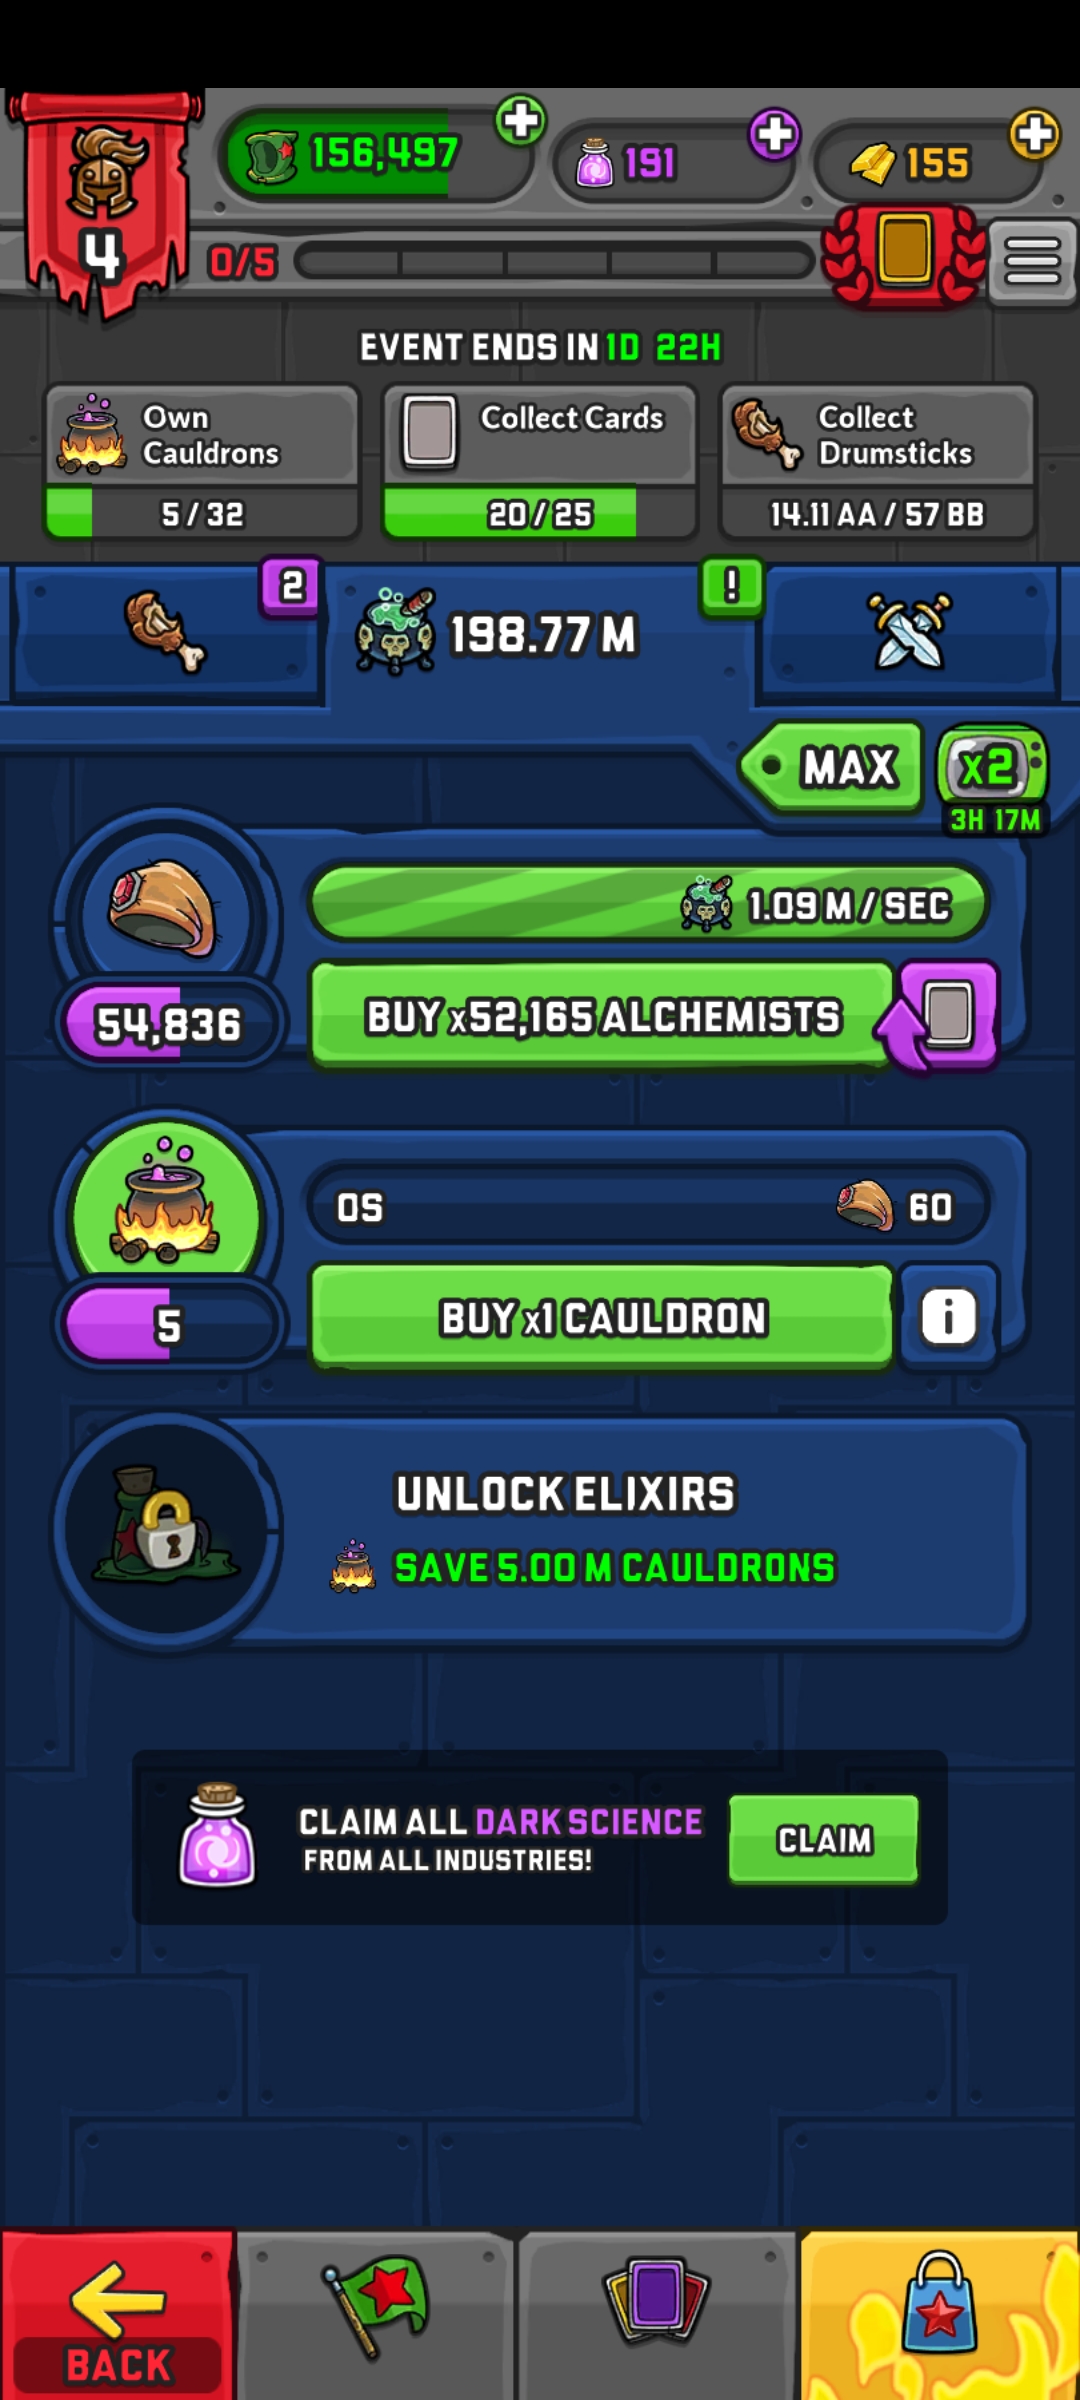 156,497
191
155
4
0/5
EVENT ENDS IN 1D 22H
Own
Cauldrons
5 / 32
Collect Cards
20 / 25
Collect
Drumsticks
14.11 AA / 57 BB
2
198.77 M
!
MAX
x2
3H 17M
1.09 M / SEC
54,836
BUY x52,165 ALCHEMISTS
0S
60
5
BUY x1 CAULDRON
i
UNLOCK ELIXIRS
SAVE 5.00 M CAULDRONS
CLAIM ALL DARK SCIENCE
FROM ALL INDUSTRIES!
CLAIM
BACK